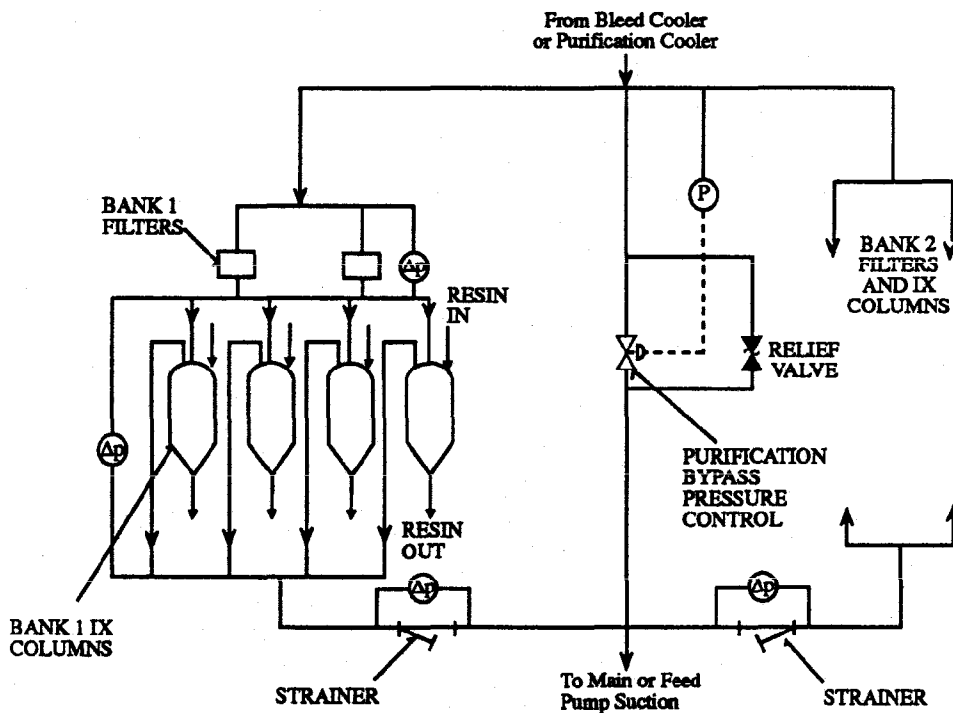 From Bleed Cooler
or Purification Cooler
BANK 1
FILTERS
P
Δp
RESIN
IN
BANK 2
FILTERS
AND IX
COLUMNS
D
RELIEF
VALVE
Δp
PURIFICATION
BYPASS
PRESSURE
CONTROL
RESIN
OUT
Δp
Δp
BANK 1 IX
COLUMNS
STRAINER
To Main or Feed
Pump Suction
STRAINER